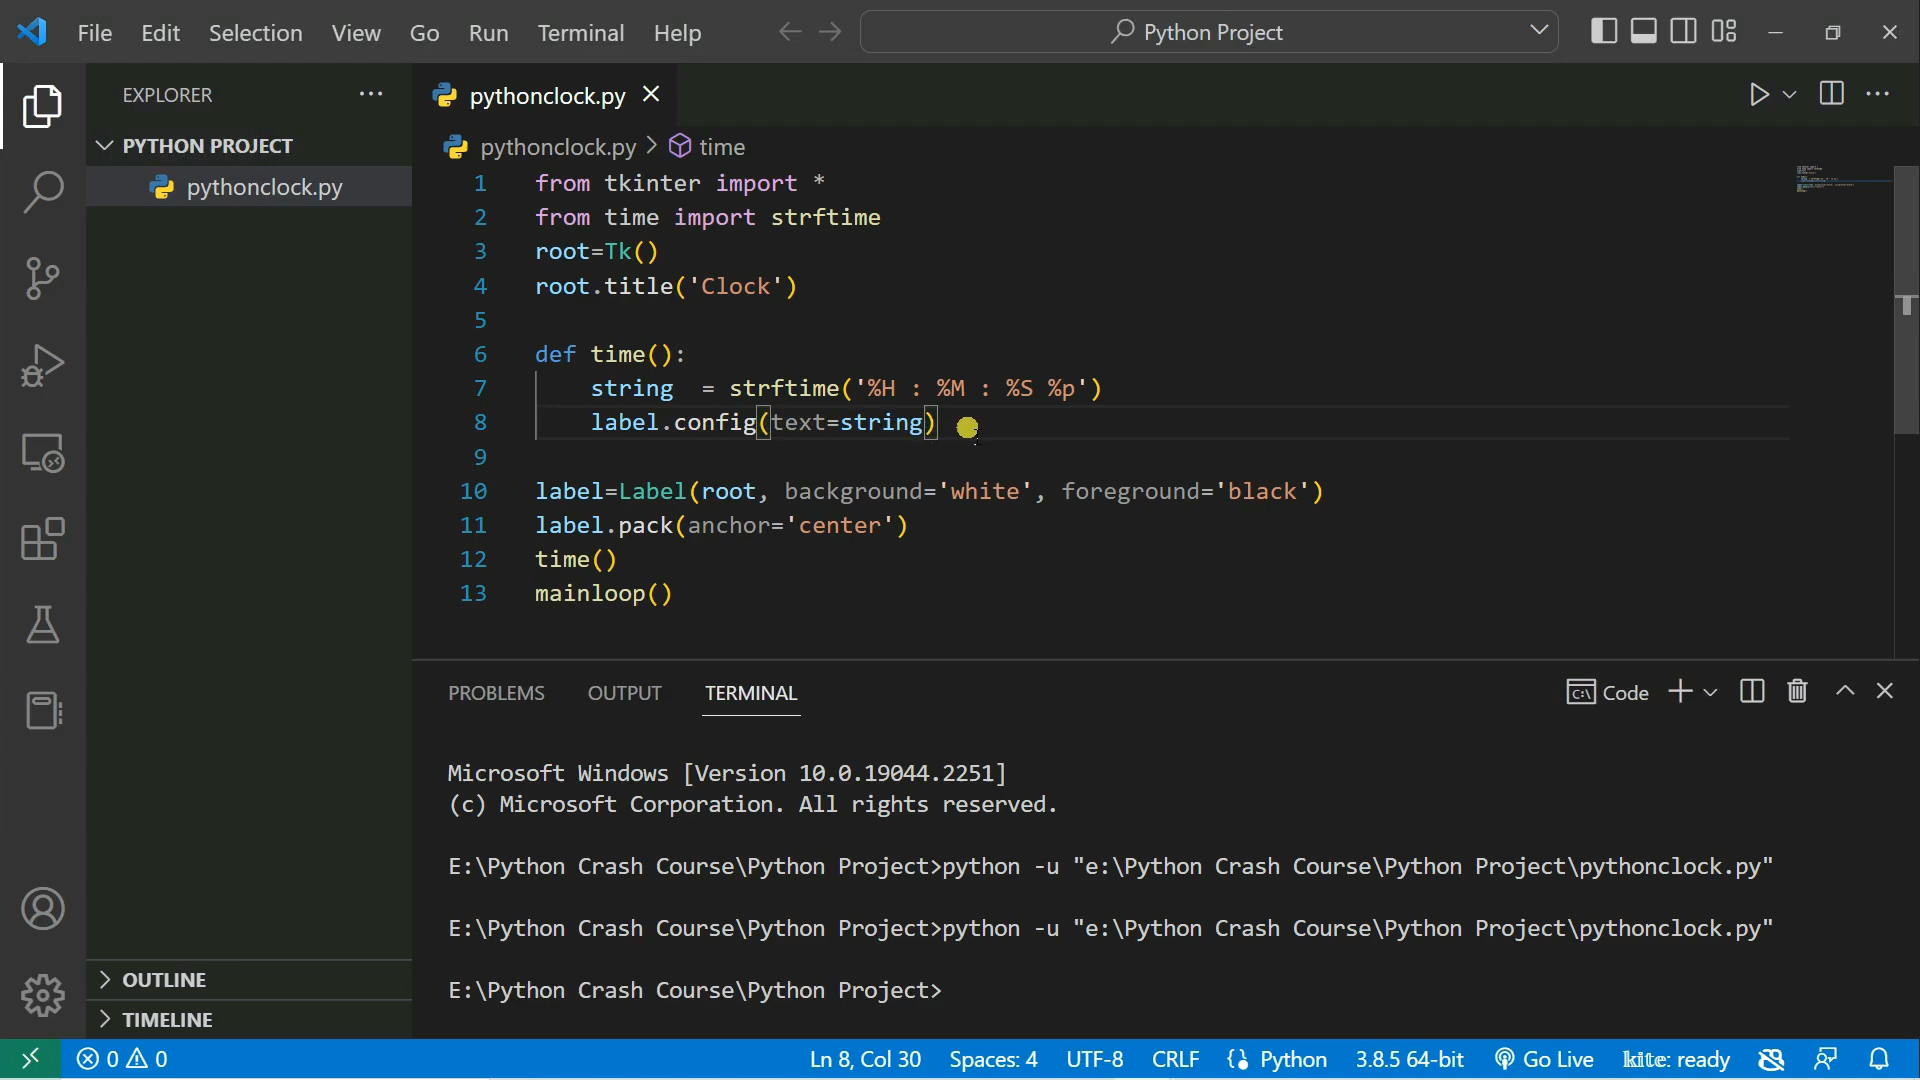 File Edit Selection View Go Run Terminal Help Python Project
EXPLORER
PYTHON PROJECT
pythonclock.py
OUTLINE
TIMELINE
pythonclock.py
pythonclock.py > time
1 from tkinter import *
2 from time import strftime
3 root=Tk()
4 root.title('Clock')
5
6 def time():
7 string  = strftime('%H : %M : %S %p')
8 label.config(text=string)
9
10 label=Label(root, background='white', foreground='black')
11 label.pack(anchor='center')
12 time()
13 mainloop()
PROBLEMS OUTPUT TERMINAL Code
Microsoft Windows [Version 10.0.19044.2251]
(c) Microsoft Corporation. All rights reserved.
E:\Python Crash Course\Python Project>python -u "e:\Python Crash Course\Python Project\pythonclock.py"
E:\Python Crash Course\Python Project>python -u "e:\Python Crash Course\Python Project\pythonclock.py"
E:\Python Crash Course\Python Project>
0 0 Ln 8, Col 30 Spaces: 4 UTF-8 CRLF Python 3.8.5 64-bit Go Live kite: ready